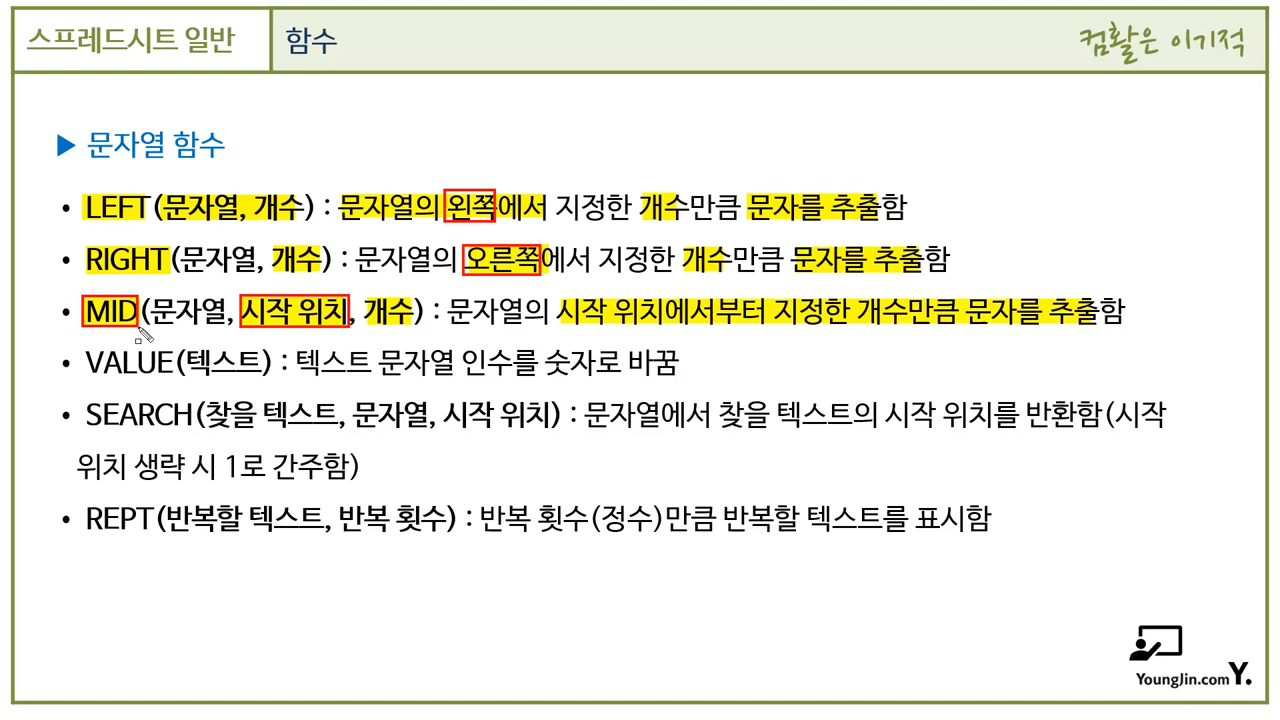 스프레드시트 일반
함수
컴활은 이기적
▶ 문자열 함수
• LEFT(문자열, 개수) : 문자열의 왼쪽에서 지정한 개수만큼 문자를 추출함
• RIGHT(문자열, 개수) : 문자열의 오른쪽에서 지정한 개수만큼 문자를 추출함
• MID(문자열, 시작 위치, 개수) : 문자열의 시작 위치에서부터 지정한 개수만큼 문자를 추출함
• VALUE(텍스트) : 텍스트 문자열 인수를 숫자로 바꿈
• SEARCH(찾을 텍스트, 문자열, 시작 위치) : 문자열에서 찾을 텍스트의 시작 위치를 반환함(시작
위치 생략 시 1로 간주함)
• REPT(반복할 텍스트, 반복 횟수) : 반복 횟수(정수)만큼 반복할 텍스트를 표시함
YoungJin.com Y.